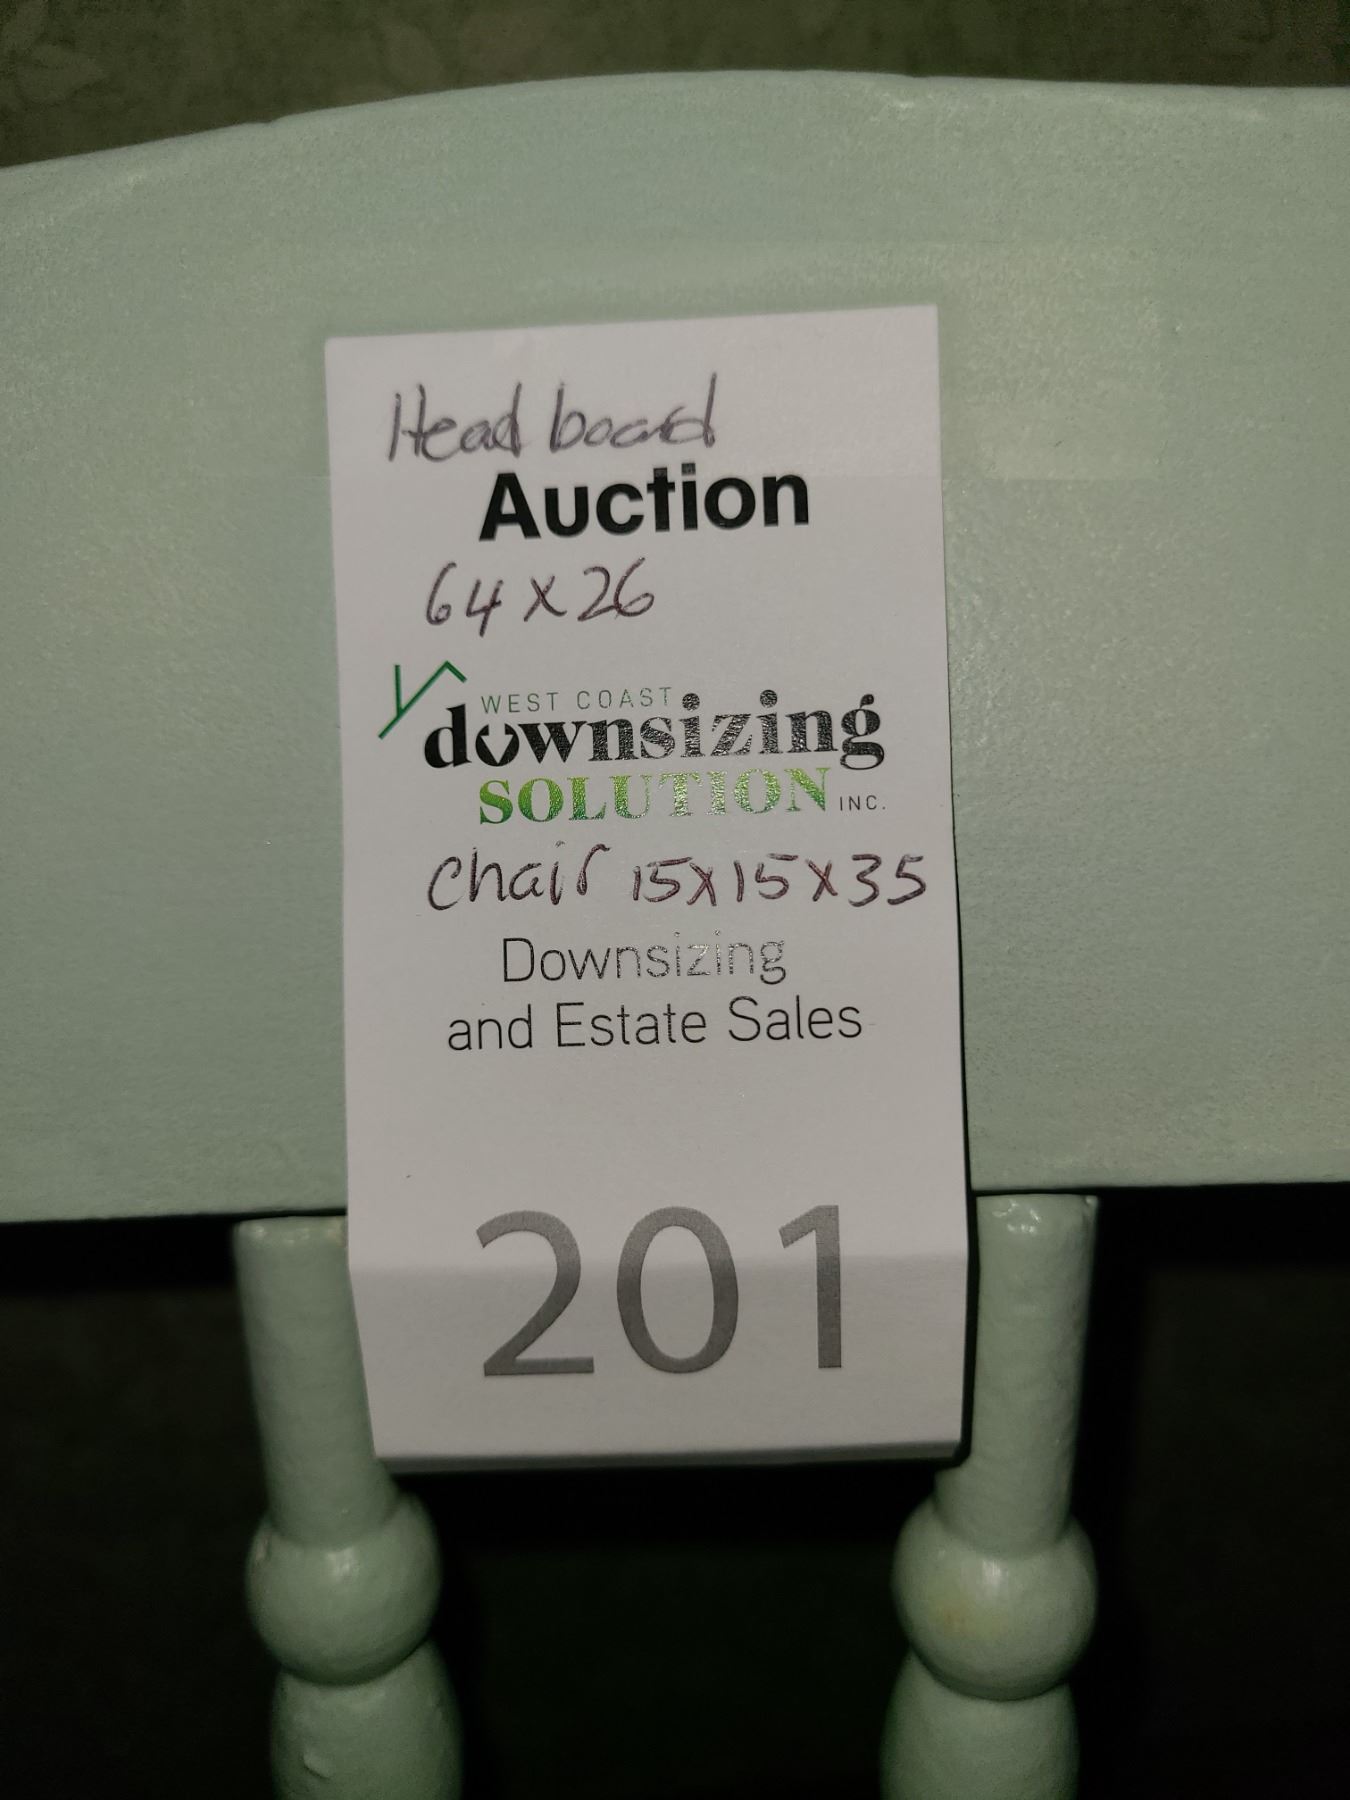 Head board
Auction
64 x 26
WEST COAST
downsizing
SOLUTION INC.
Chair 15x15x35
Downsizing
and Estate Sales
201